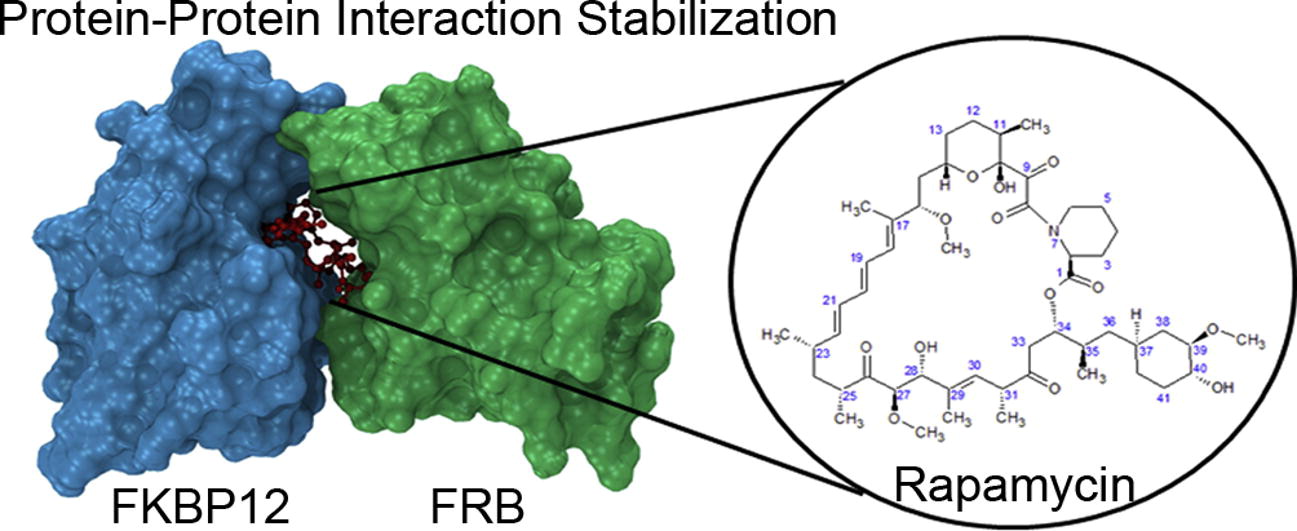 Protein-Protein Interaction Stabilization
FKBP12
FRB
Rapamycin
12
13
11
CH3
9
O
O
OH
H
O
5
H3C
17
O
CH3
N
7
3
19
1
O
O
21
H3C
23
O
OH
28
30
33
34
36
H
38
O
CH3
35
37
39
40
OH
41
CH3
25
27
29
31
O
CH3
O
CH3
H3C
CH3